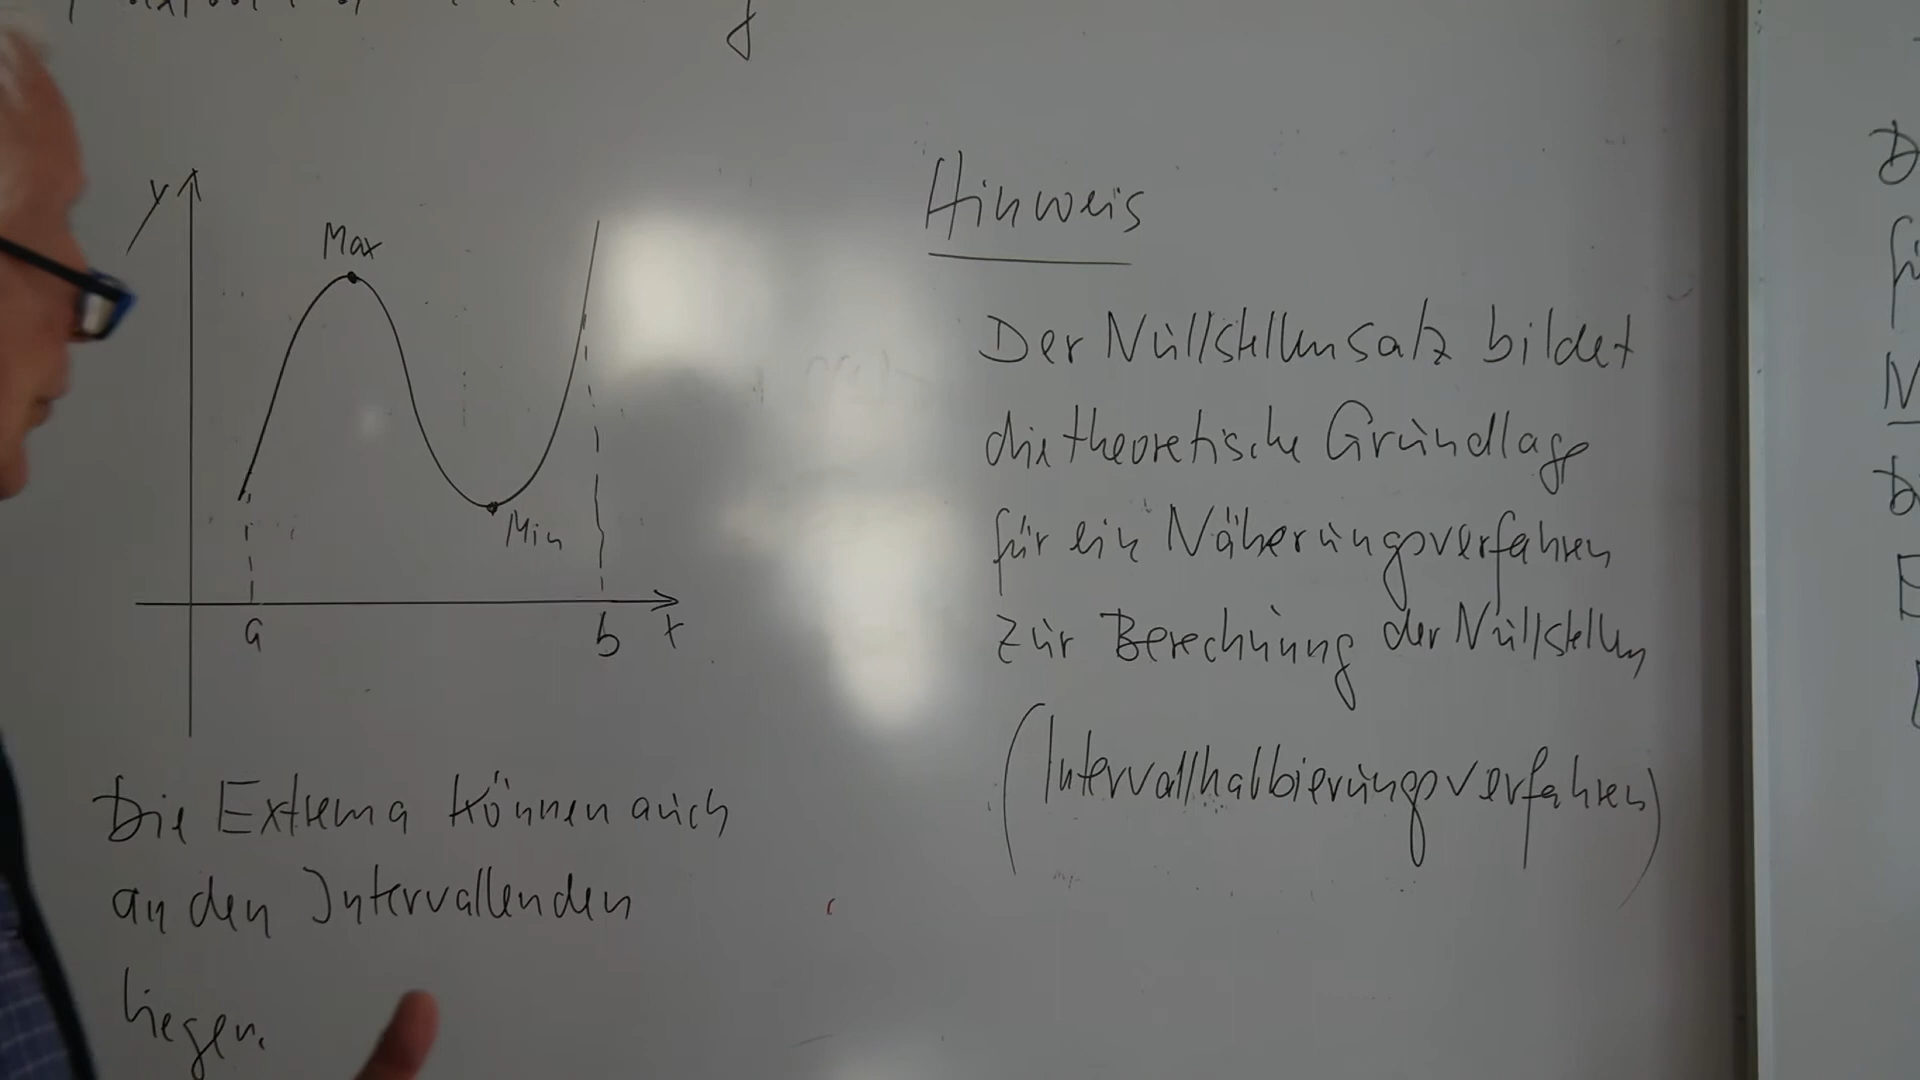 y
Max
Min
a
b
x
Die Extrema können auch
an den Intervallenden
liegen.
Hinweis
Der Nullstellensatz bildet
die theoretische Grundlage
für ein Näherungsverfahren
zur Berechnung der Nullstellen
(Intervallhalbierungsverfahren)